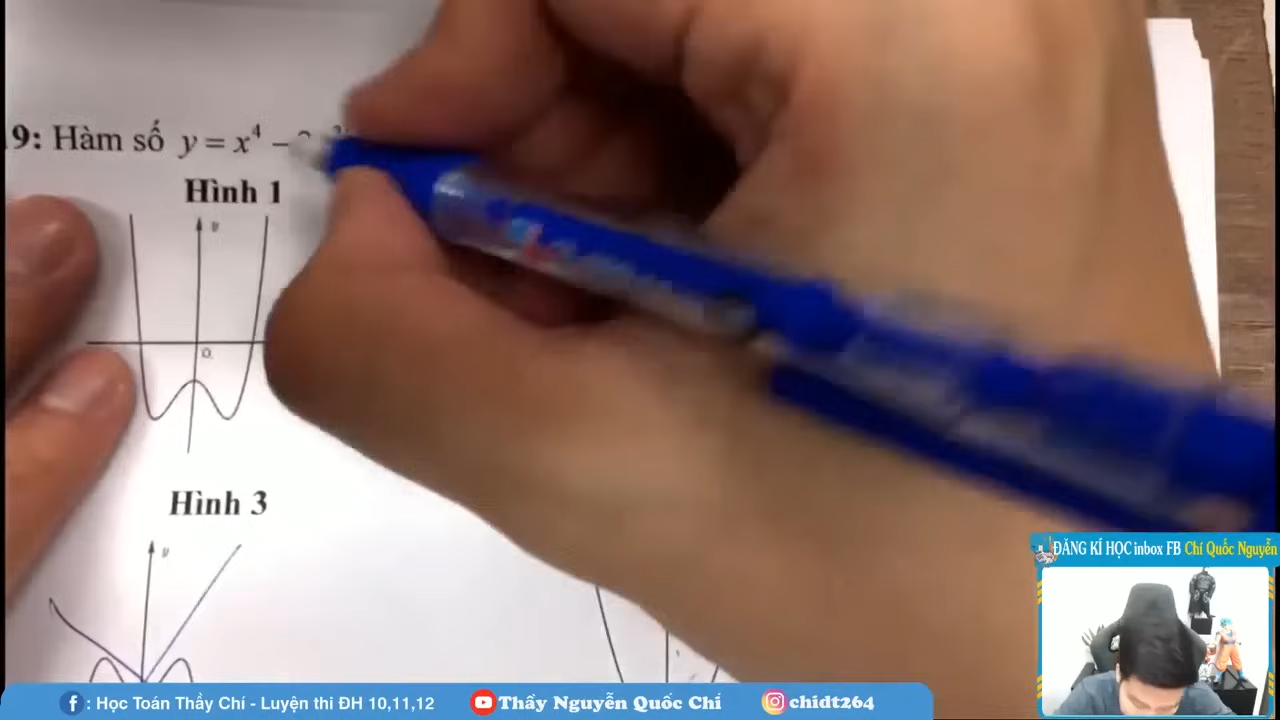 9: Hàm số y = x⁴ –
Hình 1
y
O
Hình 3
y
ĐĂNG KÍ HỌC inbox FB Chí Quốc Nguyễn
: Học Toán Thầy Chí - Luyện thi ĐH 10,11,12
Thầy Nguyễn Quốc Chí
chidt264